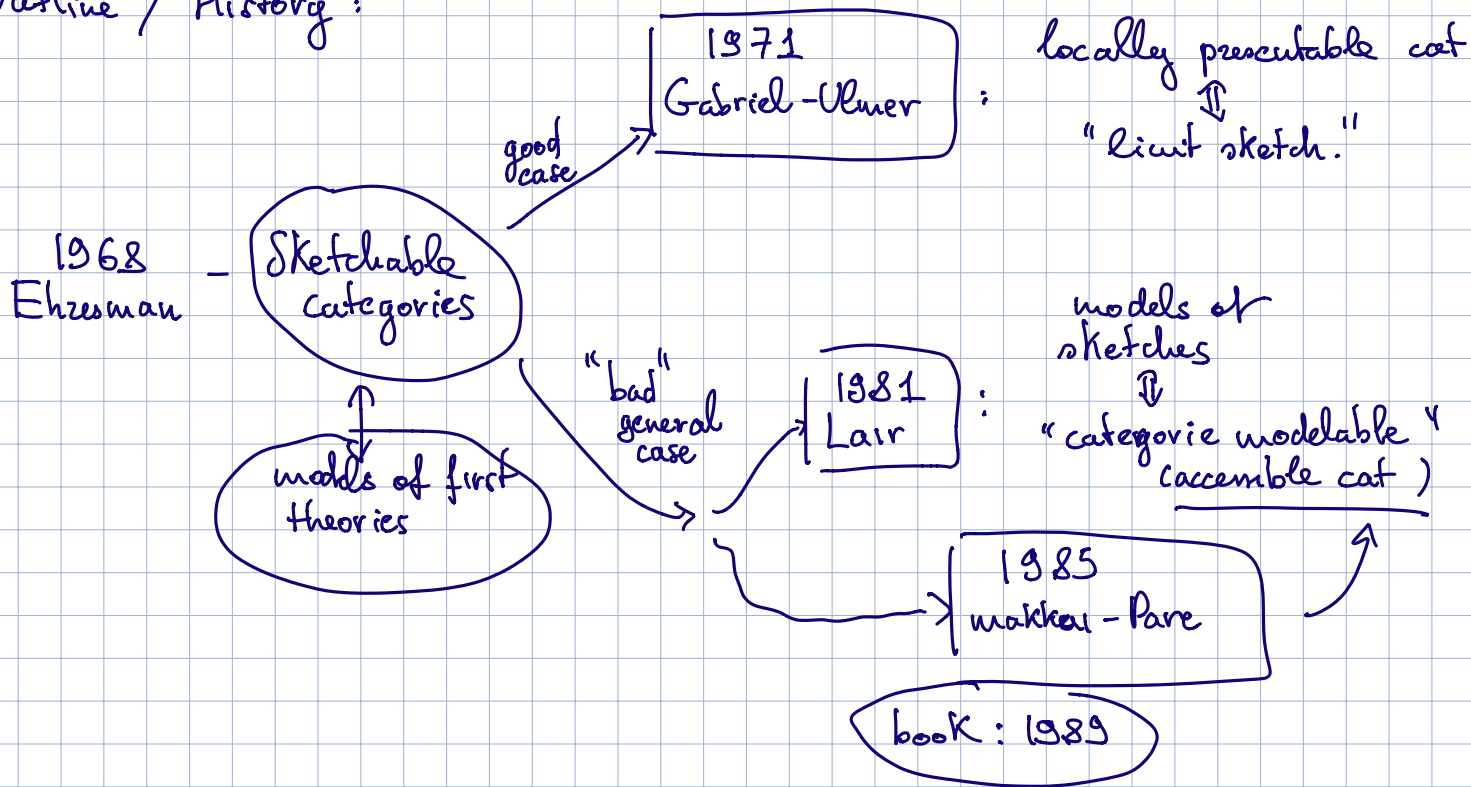 / History :
1971
Gabriel-Ulmer :
locally presentable cat
⇕
"limit sketch."
good
case
1968
Ehresman
- Sketchable
categories
models of first
theories
"bad"
general
case
1981
Lair :
models of
sketches
⇕
"categorie modelable"
(accessible cat)
1985
makkai-Pare
book: 1989